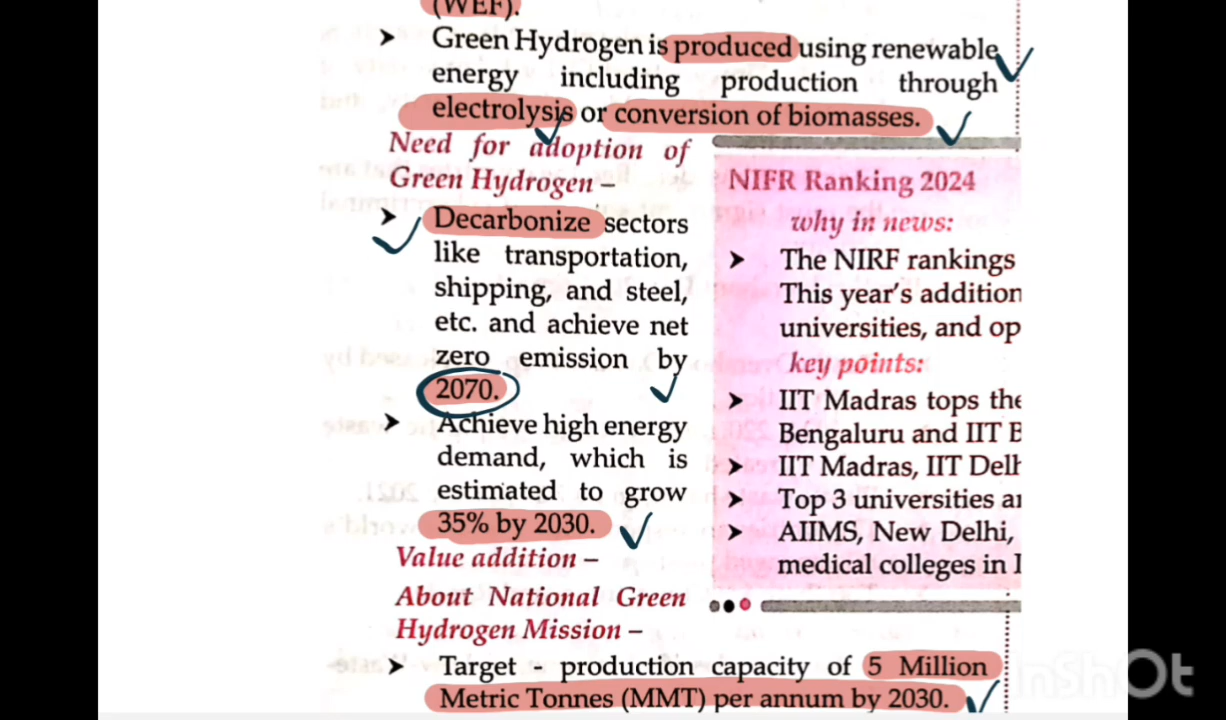 (WEF).
➤ Green Hydrogen is produced using renewable
energy including production through
electrolysis or conversion of biomasses.
Need for adoption of
Green Hydrogen –
➤ Decarbonize sectors
like transportation,
shipping, and steel,
etc. and achieve net
zero emission by
2070.
➤ Achieve high energy
demand, which is
estimated to grow
35% by 2030.
Value addition –
About National Green
Hydrogen Mission –
➤ Target - production capacity of 5 Million
Metric Tonnes (MMT) per annum by 2030.
NIFR Ranking 2024
why in news:
➤ The NIRF rankings
This year's addition
universities, and op
key points:
➤ IIT Madras tops the
Bengaluru and IIT B
➤ IIT Madras, IIT Delh
➤ Top 3 universities ar
➤ AIIMS, New Delhi,
medical colleges in I
InShOt